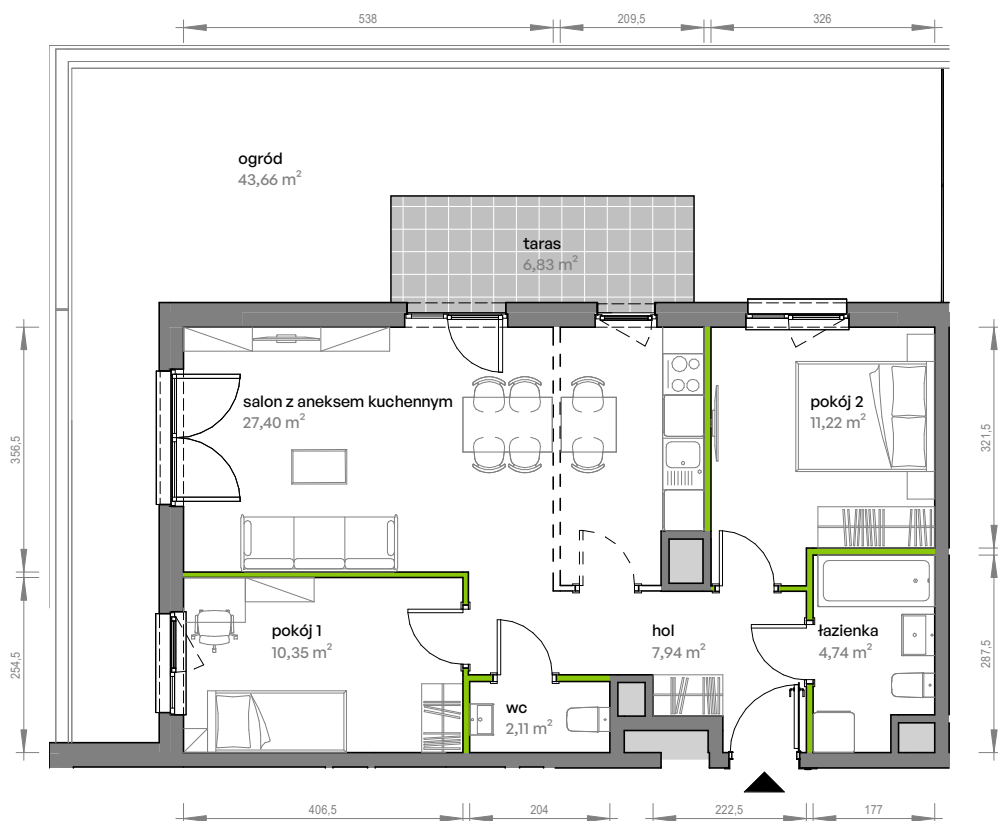 538
209,5
326
ogród
43,66 m²
taras
6,83 m²
356,5
salon z aneksem kuchennym
27,40 m²
pokój 2
11,22 m²
321,5
254,5
pokój 1
10,35 m²
hol
7,94 m²
łazienka
4,74 m²
287,5
wc
2,11 m²
406,5
204
222,5
177